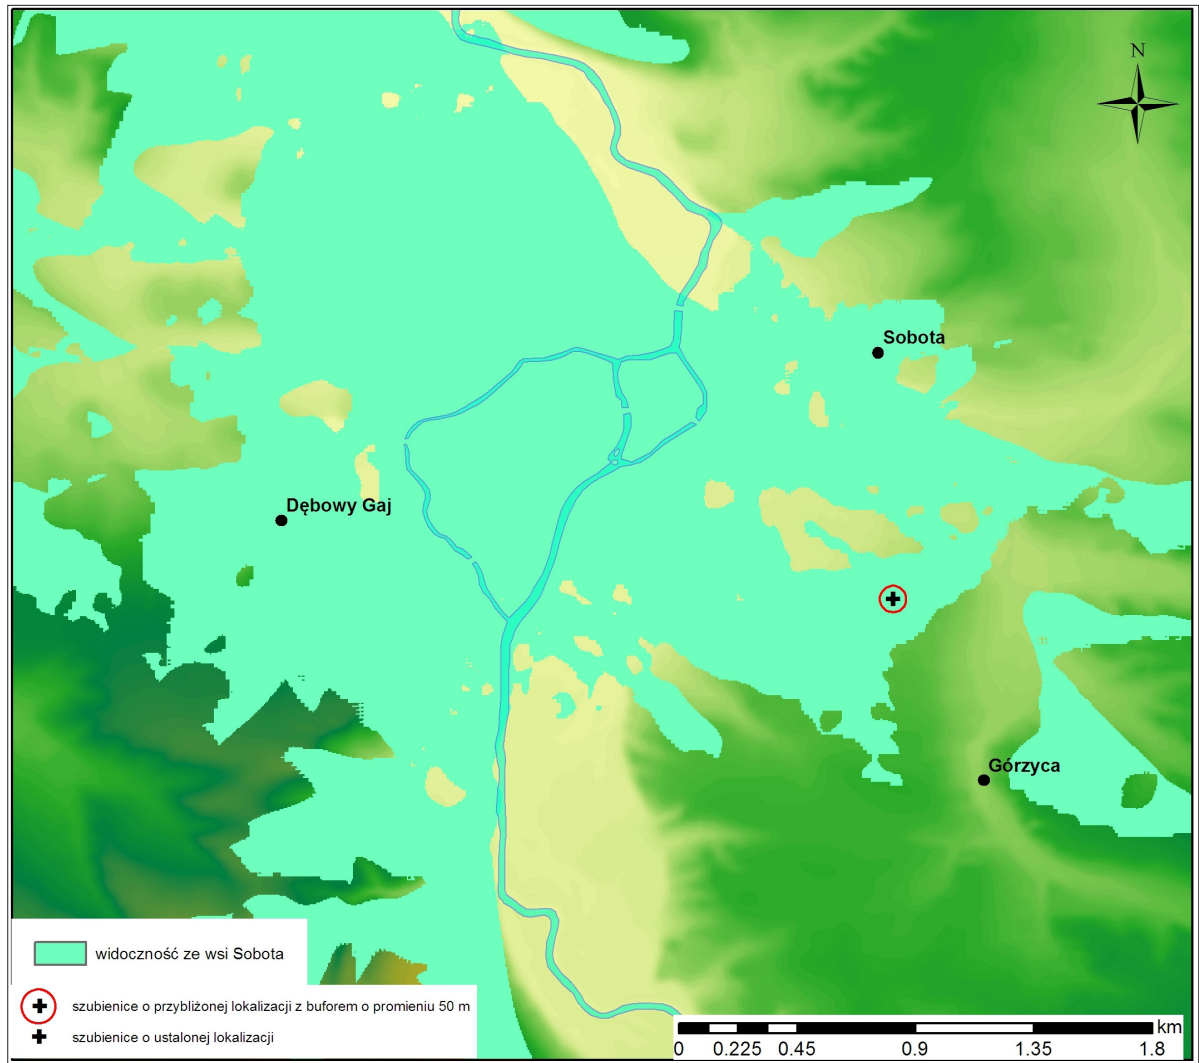 N
Sobota
Dębowy Gaj
Górzyca
widoczność ze wsi Sobota
szubienice o przybliżonej lokalizacji z buforem o promieniu 50 m
szubienice o ustalonej lokalizacji
km
0 0.225 0.45 0.9 1.35 1.8